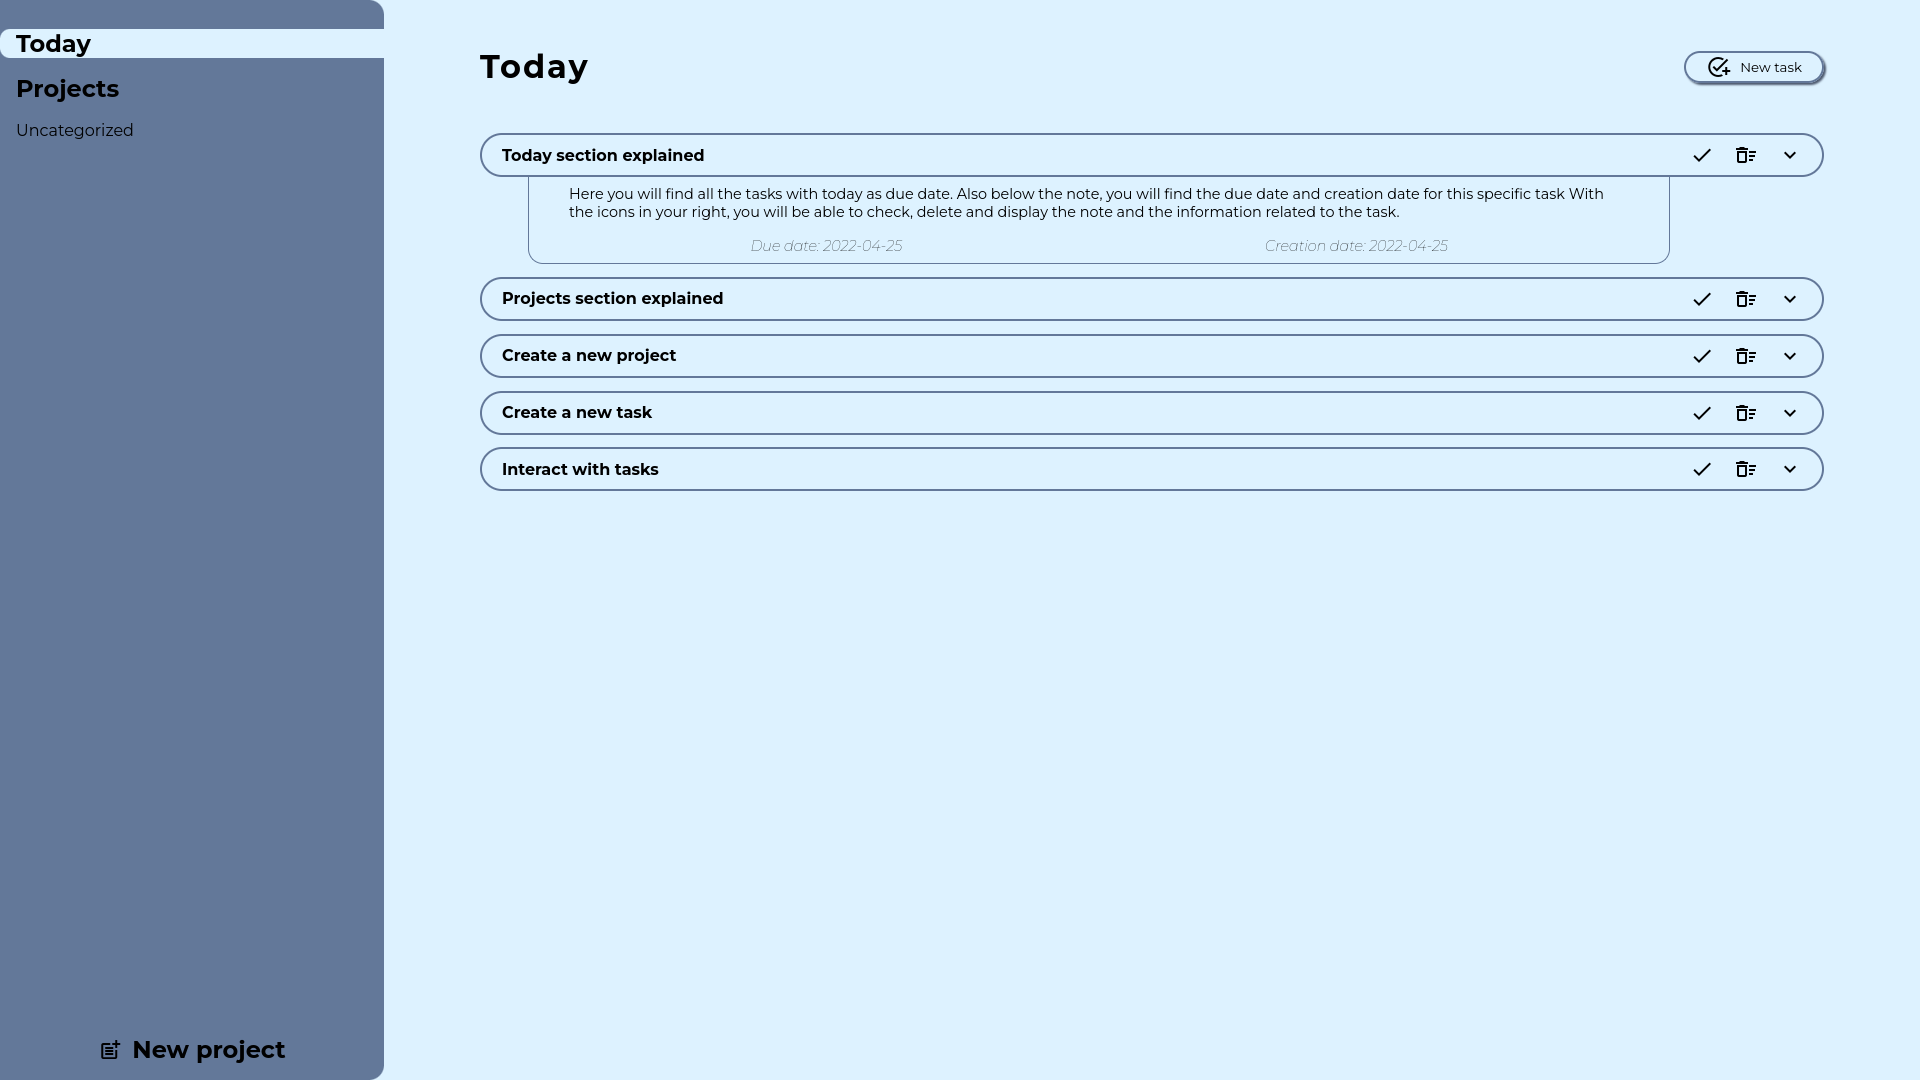 Today
Projects
Uncategorized
New project
Today
New task
Today section explained
Here you will find all the tasks with today as due date. Also below the note, you will find the due date and creation date for this specific task With
the icons in your right, you will be able to check, delete and display the note and the information related to the task.
Due date: 2022-04-25
Creation date: 2022-04-25
Projects section explained
Create a new project
Create a new task
Interact with tasks